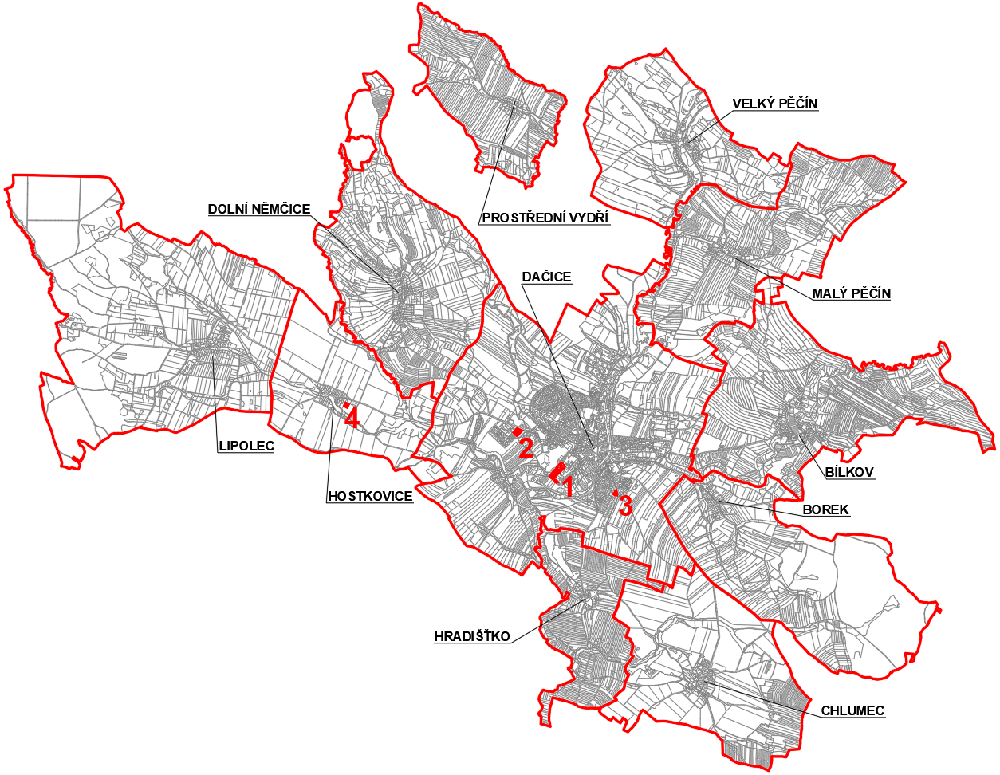 VELKÝ PĚČÍN
DOLNÍ NĚMČICE
PROSTŘEDNÍ VYDŘÍ
DAČICE
MALÝ PĚČÍN
4
LIPOLEC
2
BÍLKOV
HOSTKOVICE
1
3
BOREK
HRADIŠŤKO
CHLUMEC